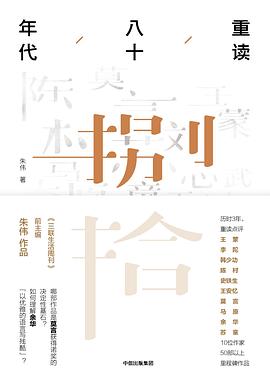 重读
/
八十
/
年代
朱伟 著
《三联生活周刊》
前主编
朱伟 作品
哪部作品是莫言获得诺奖的
决定性基石？
如何理解余华
「以优雅的语言写残酷」？
历时3年，
重读点评
王蒙
李陀
韩少功
陈村
史铁生
王安忆
莫言
马原
余华
苏童
10位作家
50部以上
里程碑作品
中信出版集团